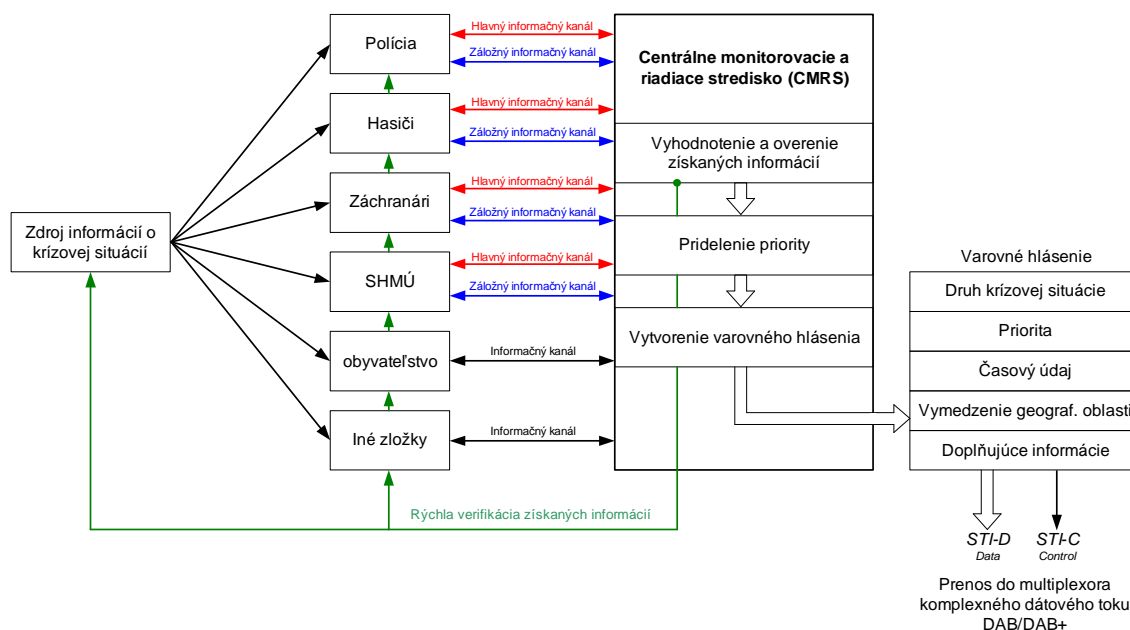 Zdroj informácií o
krízovej situácií
Polícia
Hasiči
Záchranári
SHMÚ
obyvateľstvo
Iné zložky
Hlavný informačný kanál
Záložný informačný kanál
Hlavný informačný kanál
Záložný informačný kanál
Hlavný informačný kanál
Záložný informačný kanál
Hlavný informačný kanál
Záložný informačný kanál
Informačný kanál
Informačný kanál
Rýchla verifikácia získaných informácií
Centrálne monitorovacie a
riadiace stredisko (CMRS)
Vyhodnotenie a overenie
získaných informácií
Pridelenie priority
Vytvorenie varovného hlásenia
Varovné hlásenie
Druh krízovej situácie
Priorita
Časový údaj
Vymedzenie geograf. oblasti
Doplňujúce informácie
STI-D
Data
STI-C
Control
Prenos do multiplexora
komplexného dátového toku
DAB/DAB+